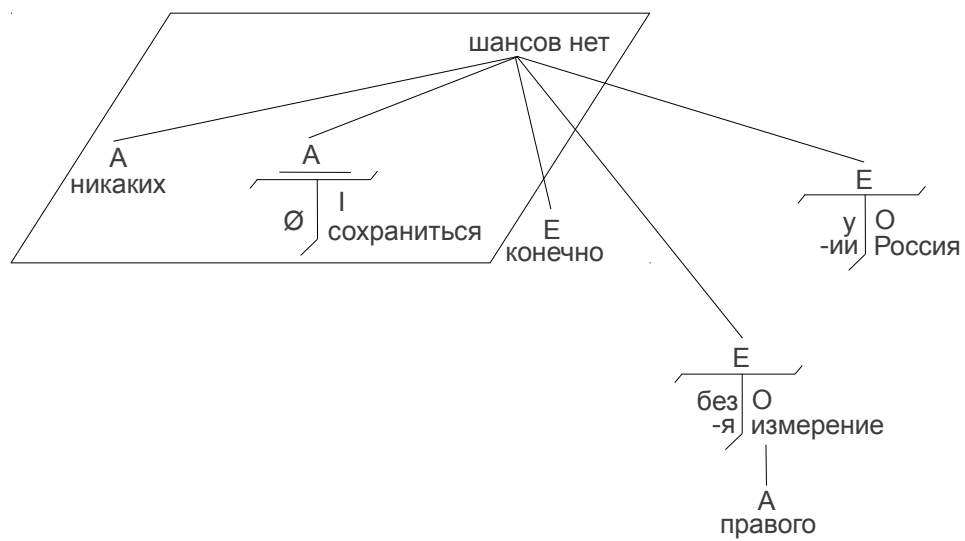 шансов нет
А
никаких
А
Ø
I
сохраниться
Е
конечно
Е
у
-ии
О
Россия
Е
без
-я
О
измерение
А
правого